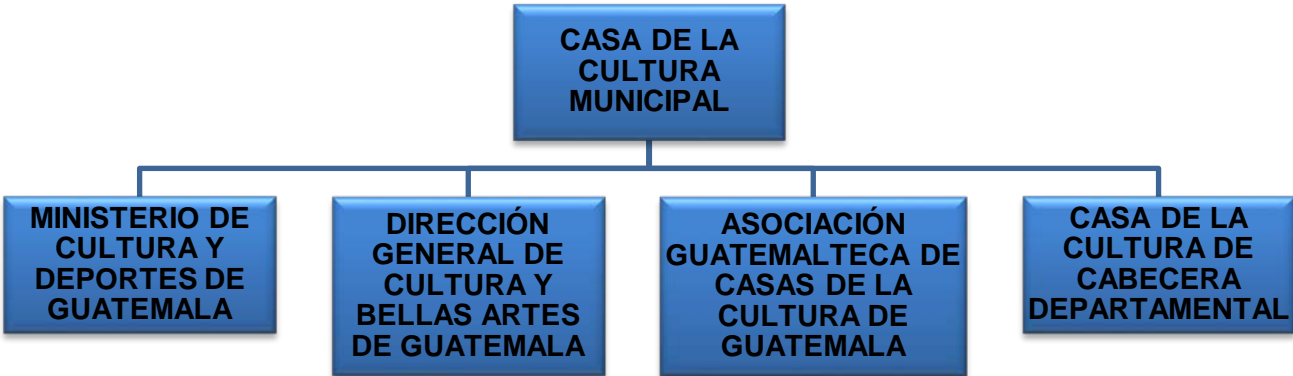 CASA DE LA
CULTURA
MUNICIPAL
MINISTERIO DE
CULTURA Y
DEPORTES DE
GUATEMALA
DIRECCIÓN
GENERAL DE
CULTURA Y
BELLAS ARTES
DE GUATEMALA
ASOCIACIÓN
GUATEMALTECA DE
CASAS DE LA
CULTURA DE
GUATEMALA
CASA DE LA
CULTURA DE
CABECERA
DEPARTAMENTAL